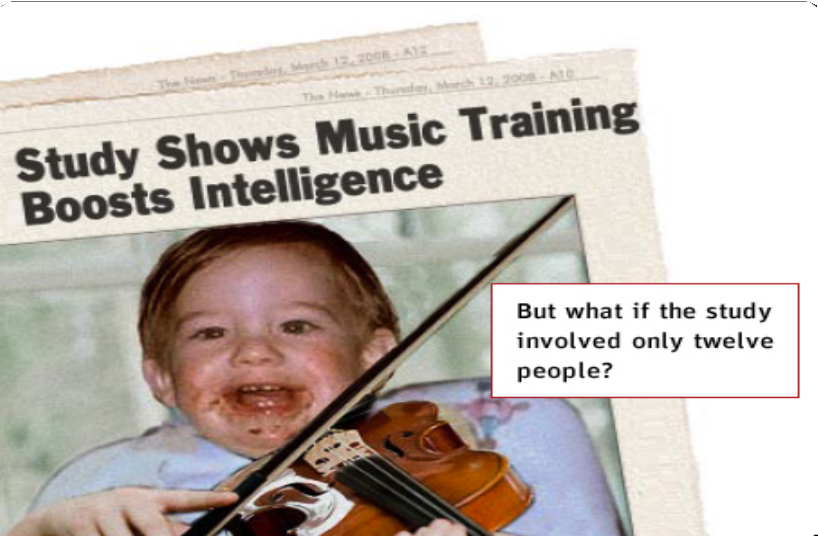 The News - Thursday, March 12, 2008 - A12
The News - Thursday, March 12, 2008 - A10
Study Shows Music Training
Boosts Intelligence
But what if the study
involved only twelve
people?